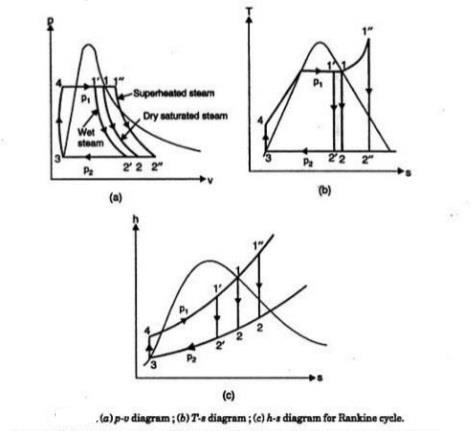 p
4
1' 1 1"
p₁
Superheated steam
Dry saturated steam
Wet
steam
3
p₂
2' 2 2"
v
(a)
T
1"
1' 1
p₁
4
3
p₂
2' 2 2"
s
(b)
h
1"
1
1'
p₁
4
3
p₂
2'
2
2
s
(c)
.(a) p-v diagram ; (b) T-s diagram ; (c) h-s diagram for Rankine cycle.